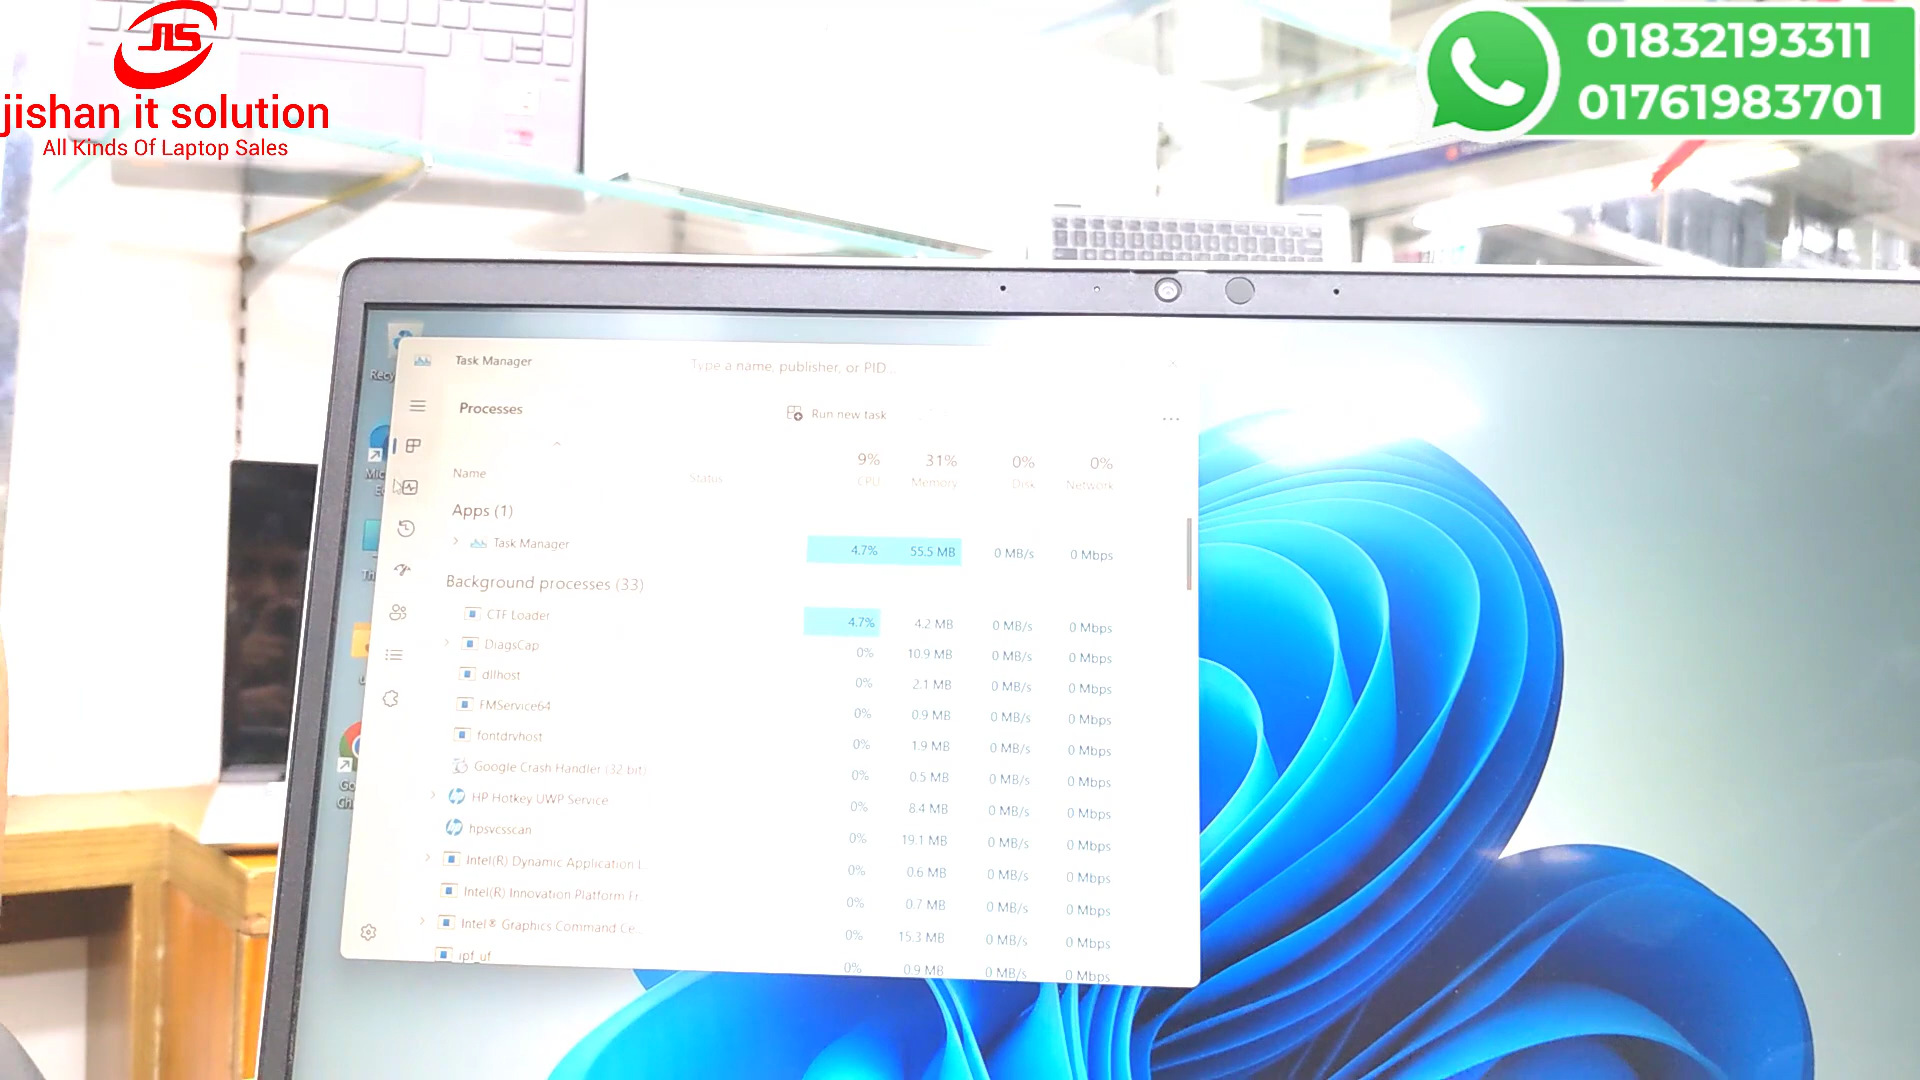 JIS
jishan it solution
All Kinds Of Laptop Sales
01832193311
01761983701
Task Manager
Type a name, publisher, or PID...
Processes
Run new task
...
9% 31% 0% 0%
Name Status CPU Memory Disk Network
Apps (1)
Task Manager 4.7% 55.5 MB 0 MB/s 0 Mbps
Background processes (33)
CTF Loader 4.7% 4.2 MB 0 MB/s 0 Mbps
DiagsCap 0% 10.9 MB 0 MB/s 0 Mbps
dllhost 0% 2.1 MB 0 MB/s 0 Mbps
FMService64 0% 0.9 MB 0 MB/s 0 Mbps
fontdrvhost 0% 1.9 MB 0 MB/s 0 Mbps
Google Crash Handler (32 bit) 0% 0.5 MB 0 MB/s 0 Mbps
HP Hotkey UWP Service 0% 8.4 MB 0 MB/s 0 Mbps
hpsvcsscan 0% 19.1 MB 0 MB/s 0 Mbps
Intel(R) Dynamic Application L... 0% 0.6 MB 0 MB/s 0 Mbps
Intel(R) Innovation Platform Fr... 0% 0.7 MB 0 MB/s 0 Mbps
Intel® Graphics Command Ce... 0% 15.3 MB 0 MB/s 0 Mbps
ipf_uf 0% 0.9 MB 0 MB/s 0 Mbps
Recy
Mic
E
Th
Go
Ch